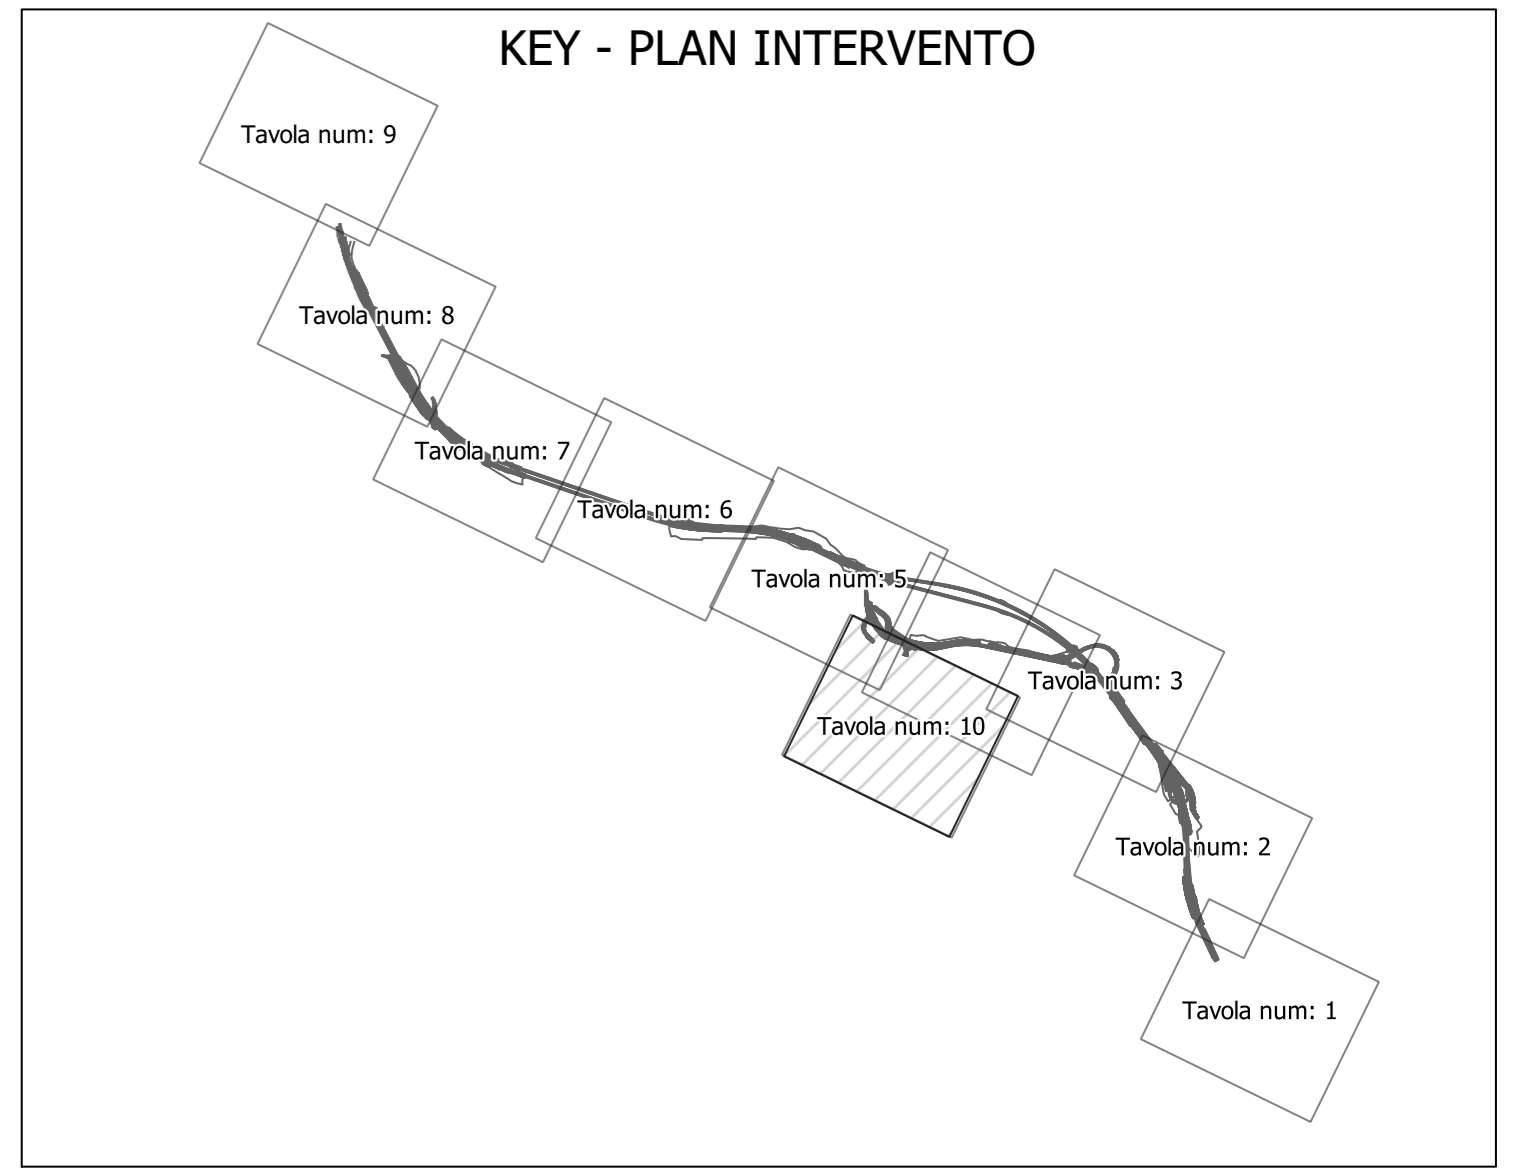 KEY - PLAN INTERVENTO
Tavola num: 9
Tavola num: 8
Tavola num: 7
Tavola num: 6
Tavola num: 5
Tavola num: 3
Tavola num: 10
Tavola num: 2
Tavola num: 1